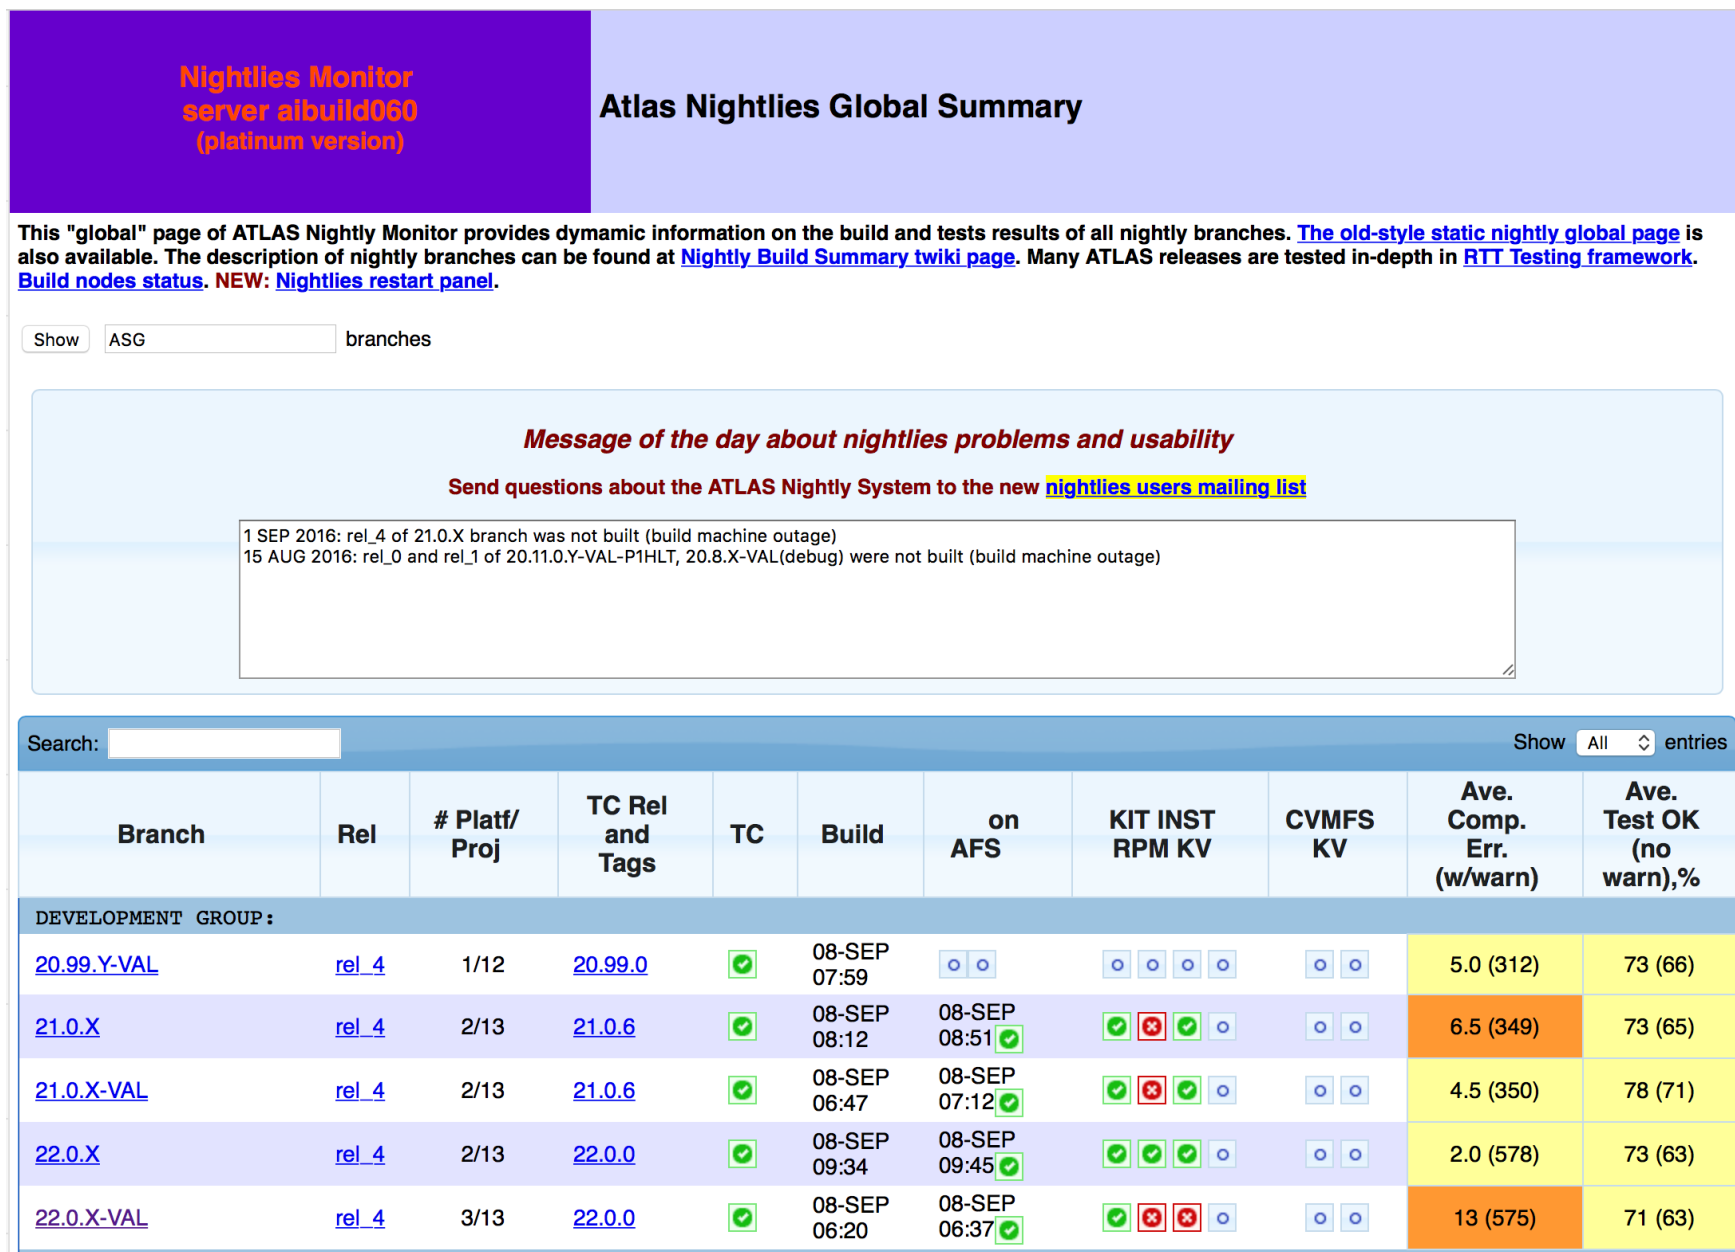 Nightlies Monitor
server aibuild060
(platinum version)
Atlas Nightlies Global Summary
This "global" page of ATLAS Nightly Monitor provides dymamic information on the build and tests results of all nightly branches. The old-style static nightly global page is
also available. The description of nightly branches can be found at Nightly Build Summary twiki page. Many ATLAS releases are tested in-depth in RTT Testing framework.
Build nodes status. NEW: Nightlies restart panel.
Show ASG branches
Message of the day about nightlies problems and usability
Send questions about the ATLAS Nightly System to the new nightlies users mailing list
1 SEP 2016: rel_4 of 21.0.X branch was not built (build machine outage)
15 AUG 2016: rel_0 and rel_1 of 20.11.0.Y-VAL-P1HLT, 20.8.X-VAL(debug) were not built (build machine outage)
Search: Show All entries
Branch
Rel
# Platf/
Proj
TC Rel
and
Tags
TC
Build
on
AFS
KIT INST
RPM KV
CVMFS
KV
Ave.
Comp.
Err.
(w/warn)
Ave.
Test OK
(no
warn),%
DEVELOPMENT GROUP:
20.99.Y-VAL
rel_4
1/12
20.99.0
08-SEP
07:59
5.0 (312)
73 (66)
21.0.X
rel_4
2/13
21.0.6
08-SEP
08:12
08-SEP
08:51
6.5 (349)
73 (65)
21.0.X-VAL
rel_4
2/13
21.0.6
08-SEP
06:47
08-SEP
07:12
4.5 (350)
78 (71)
22.0.X
rel_4
2/13
22.0.0
08-SEP
09:34
08-SEP
09:45
2.0 (578)
73 (63)
22.0.X-VAL
rel_4
3/13
22.0.0
08-SEP
06:20
08-SEP
06:37
13 (575)
71 (63)